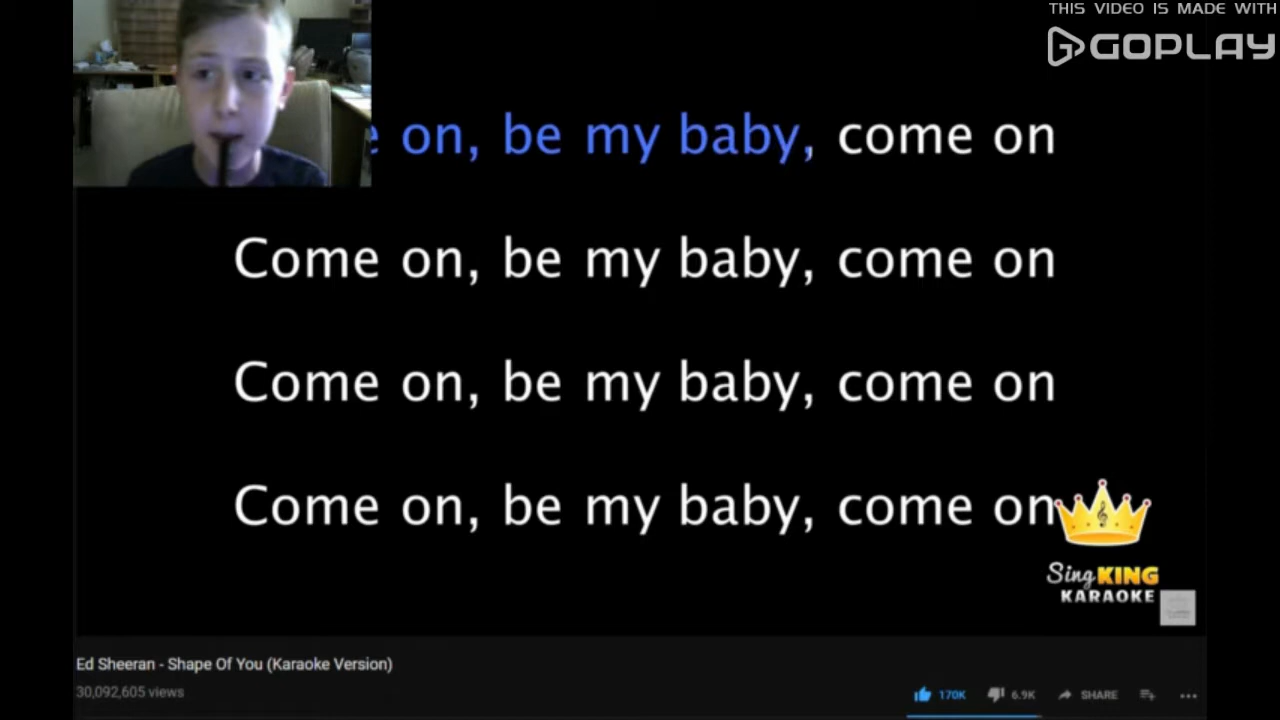 THIS VIDEO IS MADE WITH
GOPLAY
on, be my baby, come on
Come on, be my baby, come on
Come on, be my baby, come on
Come on, be my baby, come on
Sing KING
KARAOKE
Ed Sheeran - Shape Of You (Karaoke Version)
30,092,605 views
170K 6.9K SHARE